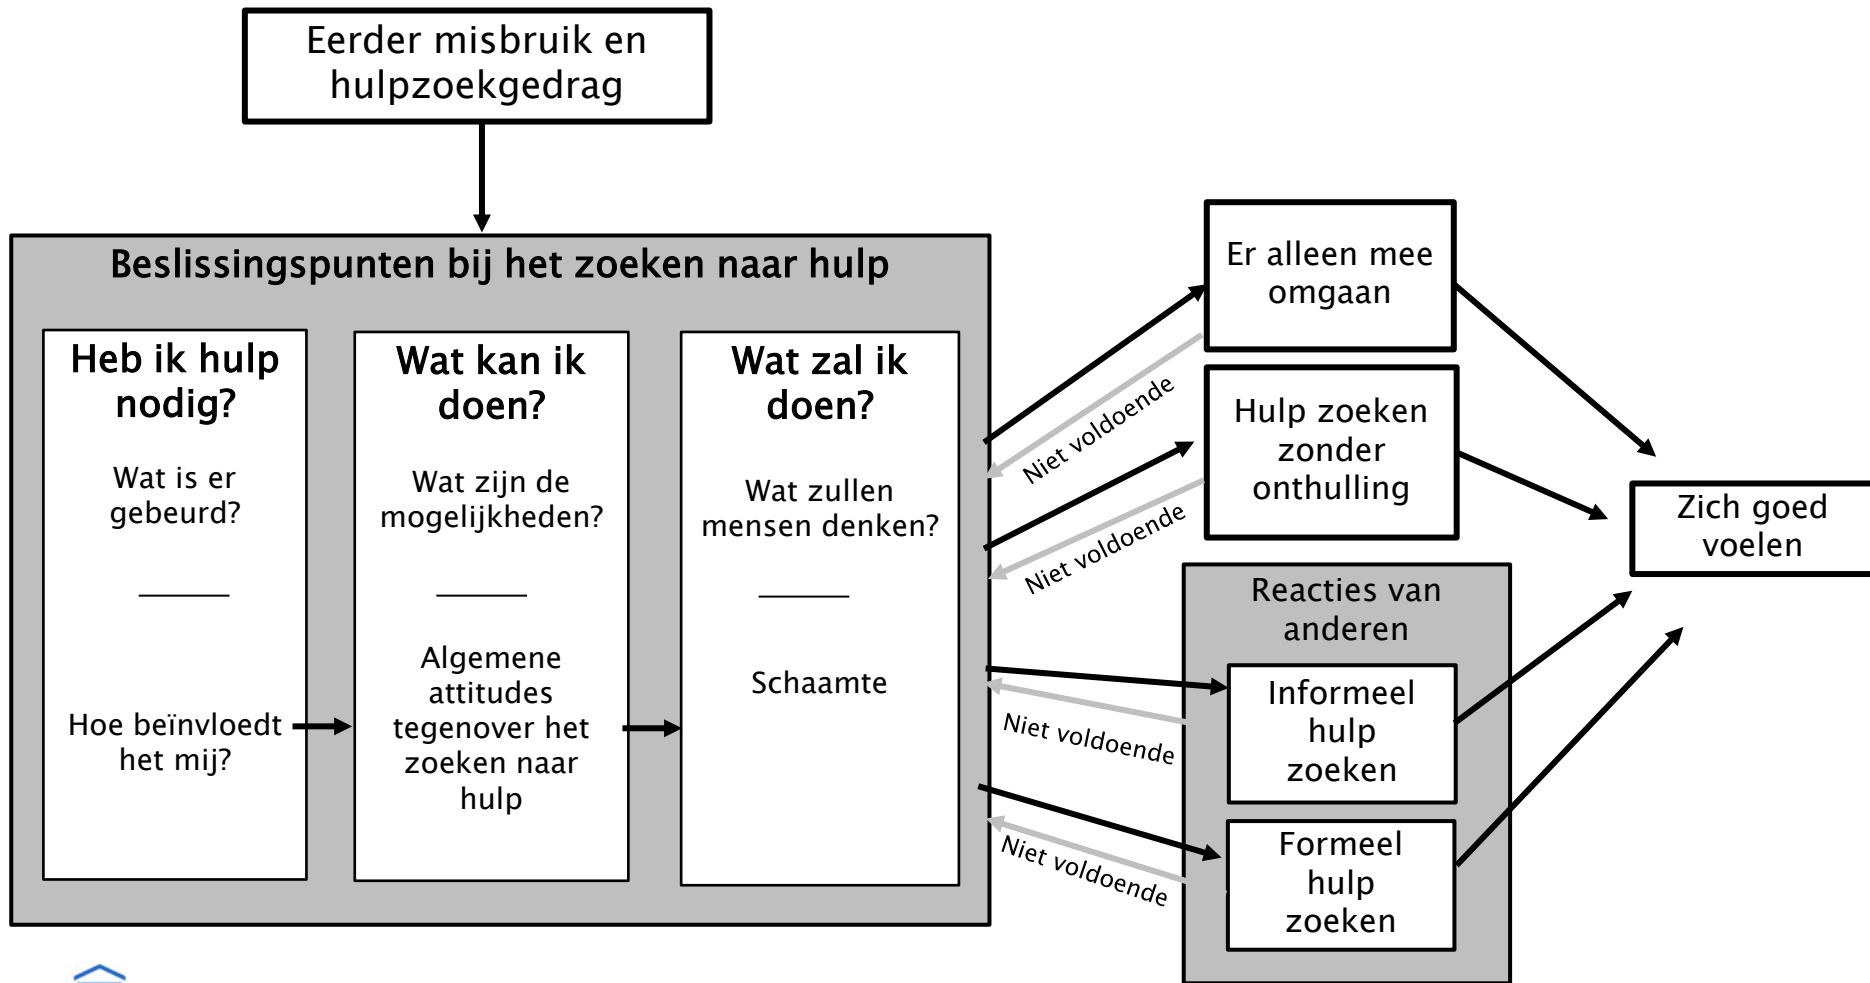 Eerder misbruik en
hulpzoekgedrag
Beslissingspunten bij het zoeken naar hulp
Heb ik hulp
nodig?
Wat is er
gebeurd?
Hoe beïnvloedt
het mij?
Wat kan ik
doen?
Wat zijn de
mogelijkheden?
Algemene
attitudes
tegenover het
zoeken naar
hulp
Wat zal ik
doen?
Wat zullen
mensen denken?
Schaamte
Niet voldoende
Niet voldoende
Niet voldoende
Niet voldoende
Er alleen mee
omgaan
Hulp zoeken
zonder
onthulling
Reacties van
anderen
Informeel
hulp
zoeken
Formeel
hulp
zoeken
Zich goed
voelen